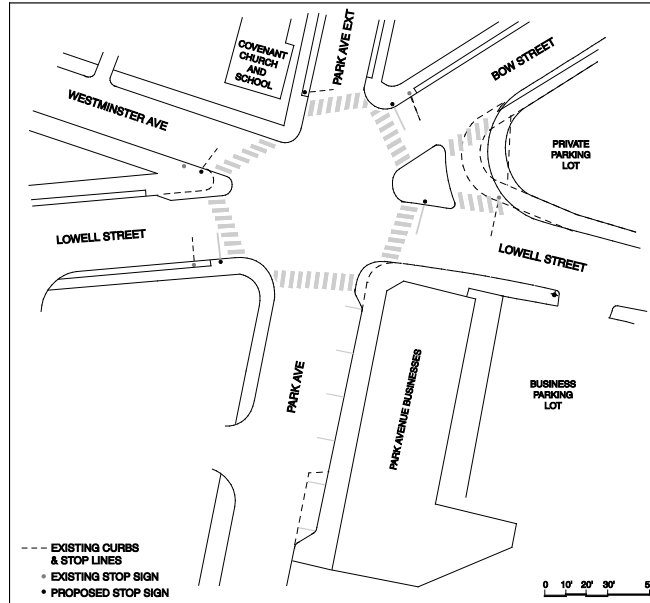 COVENANT
CHURCH
AND
SCHOOL
PARK AVE EXT
BOW STREET
WESTMINSTER AVE
PRIVATE
PARKING
LOT
LOWELL STREET
LOWELL STREET
PARK AVE
PARK AVENUE BUSINESSES
BUSINESS
PARKING
LOT
EXISTING CURBS
& STOP LINES
EXISTING STOP SIGN
PROPOSED STOP SIGN
0 10' 20' 30'